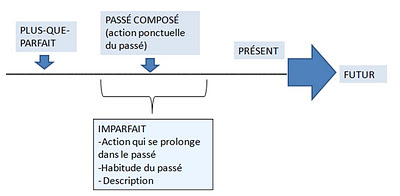 PLUS-QUE-
PARFAIT
PASSÉ COMPOSÉ
(action ponctuelle
du passé)
PRÉSENT
FUTUR
IMPARFAIT
-Action qui se prolonge
dans le passé
-Habitude du passé
- Description